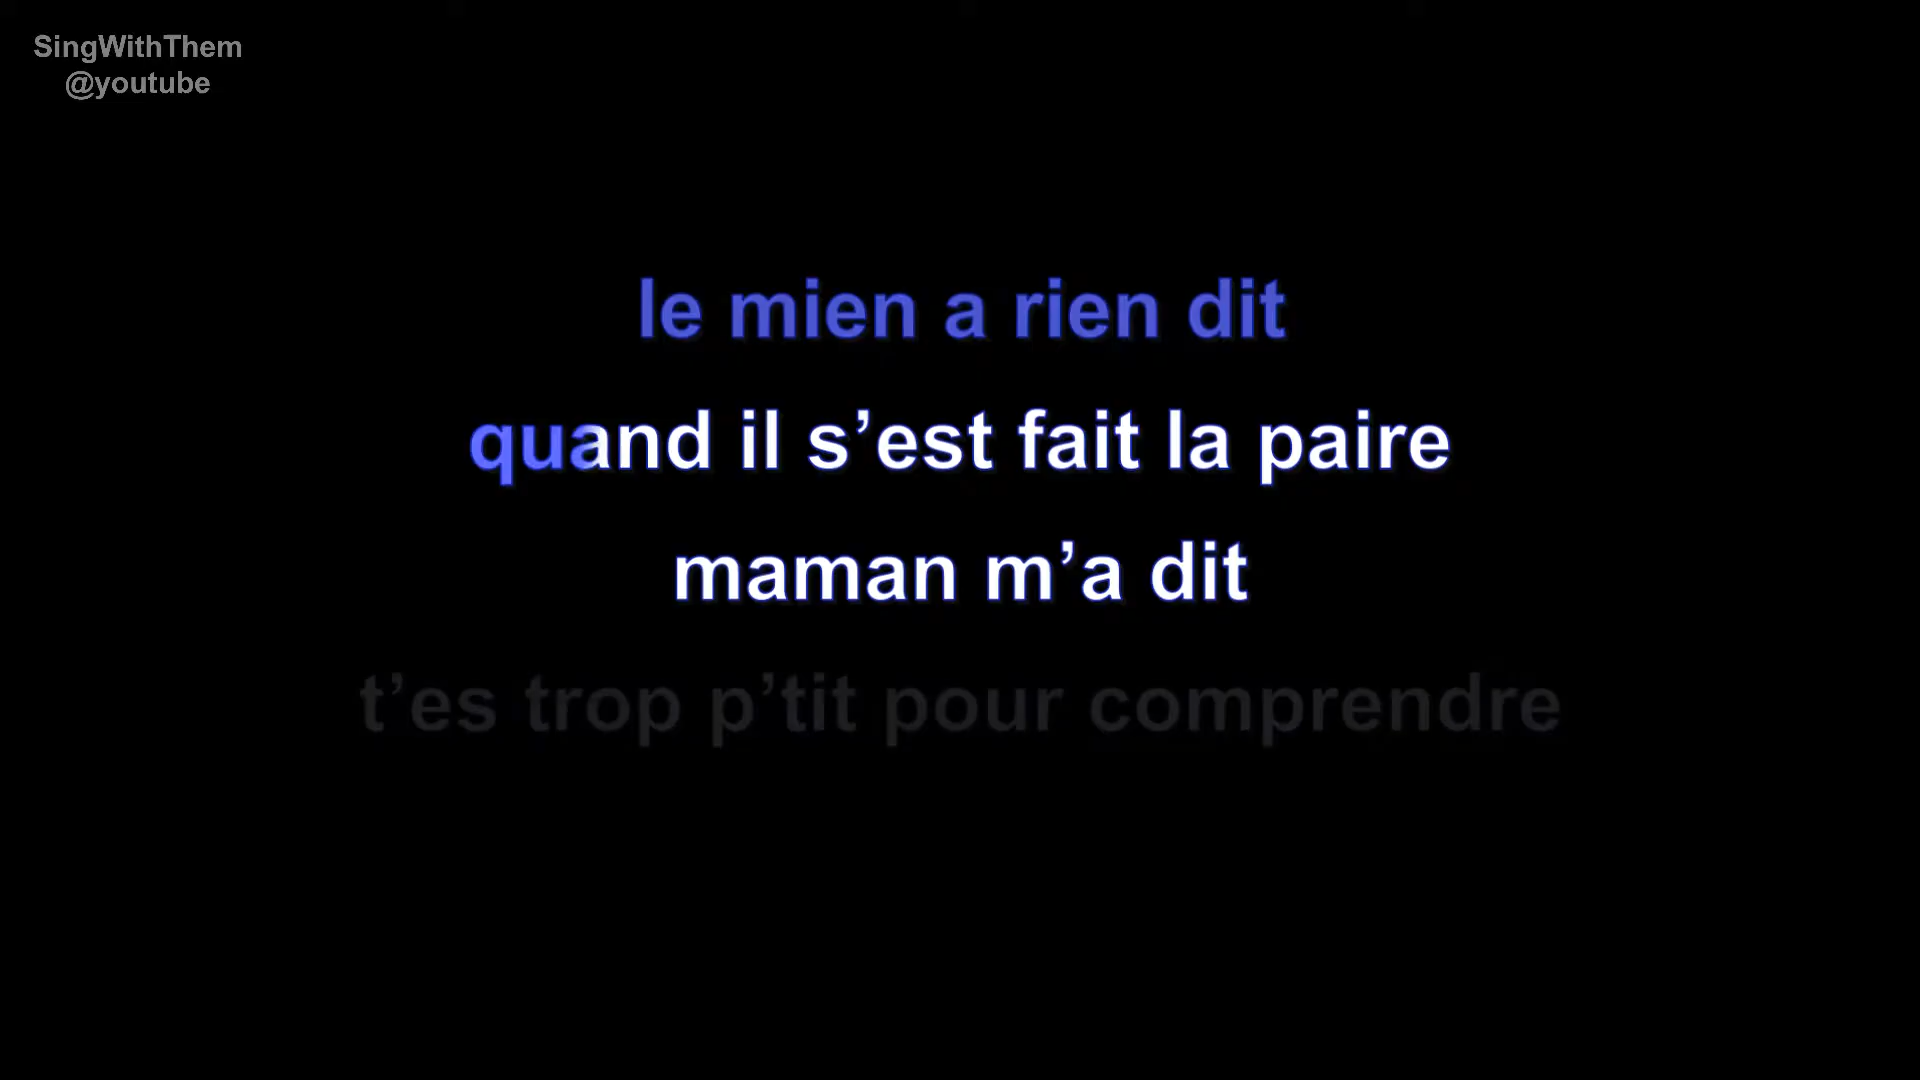 SingWithThem
@youtube
le mien a rien dit
quand il s’est fait la paire
maman m’a dit
t’es trop p’tit pour comprendre